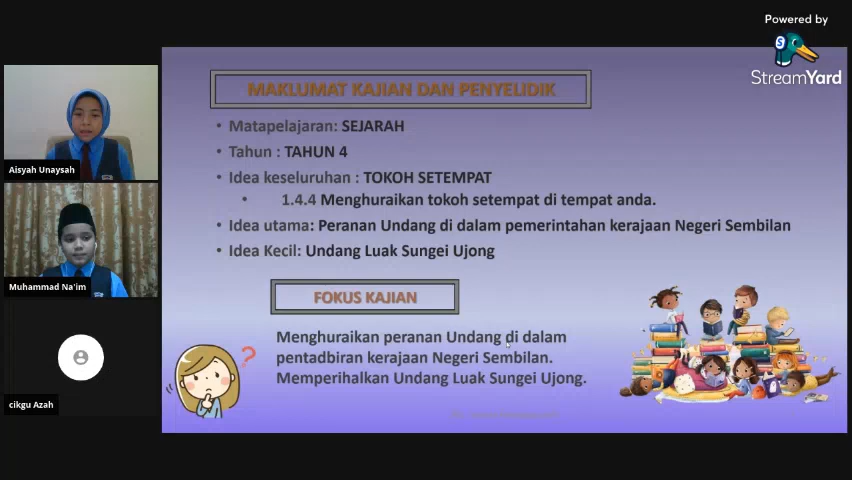 Powered by
StreamYard
MAKLUMAT KAJIAN DAN PENYELIDIK
• Matapelajaran: SEJARAH
• Tahun : TAHUN 4
• Idea keseluruhan : TOKOH SETEMPAT
• 1.4.4 Menghuraikan tokoh setempat di tempat anda.
• Idea utama: Peranan Undang di dalam pemerintahan kerajaan Negeri Sembilan
• Idea Kecil: Undang Luak Sungei Ujong
FOKUS KAJIAN
Menghuraikan peranan Undang di dalam
pentadbiran kerajaan Negeri Sembilan.
Memperihalkan Undang Luak Sungei Ujong.
?
Aisyah Unaysah
Muhammad Na'im
cikgu Azah